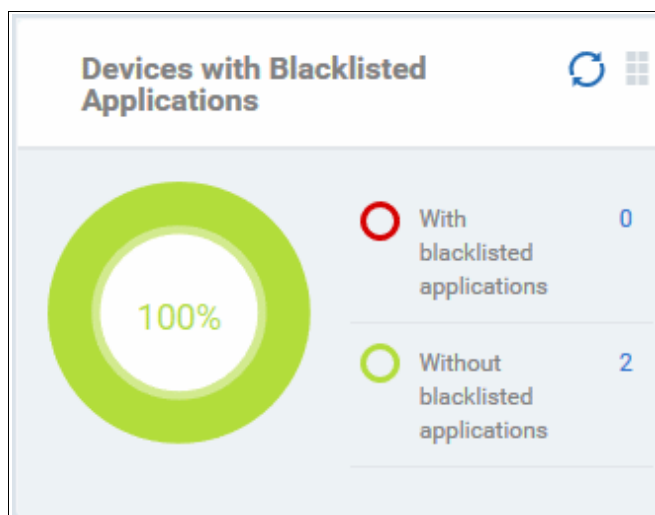 Devices with Blacklisted
Applications
100%
With
blacklisted
applications
0
Without
blacklisted
applications
2